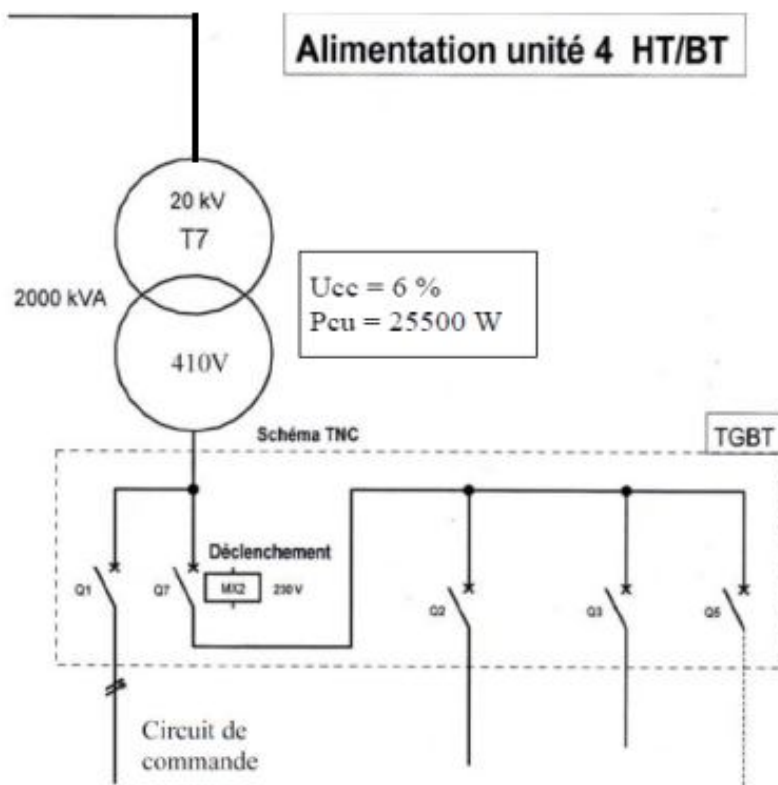 Alimentation unité 4 HT/BT
20 kV
T7
2000 kVA
Ucc = 6 %
Pcu = 25500 W
410V
Schéma TNC
TGBT
Déclenchement
Q1
Q7
MX2
230 V
Q2
Q3
Q5
Circuit de
commande